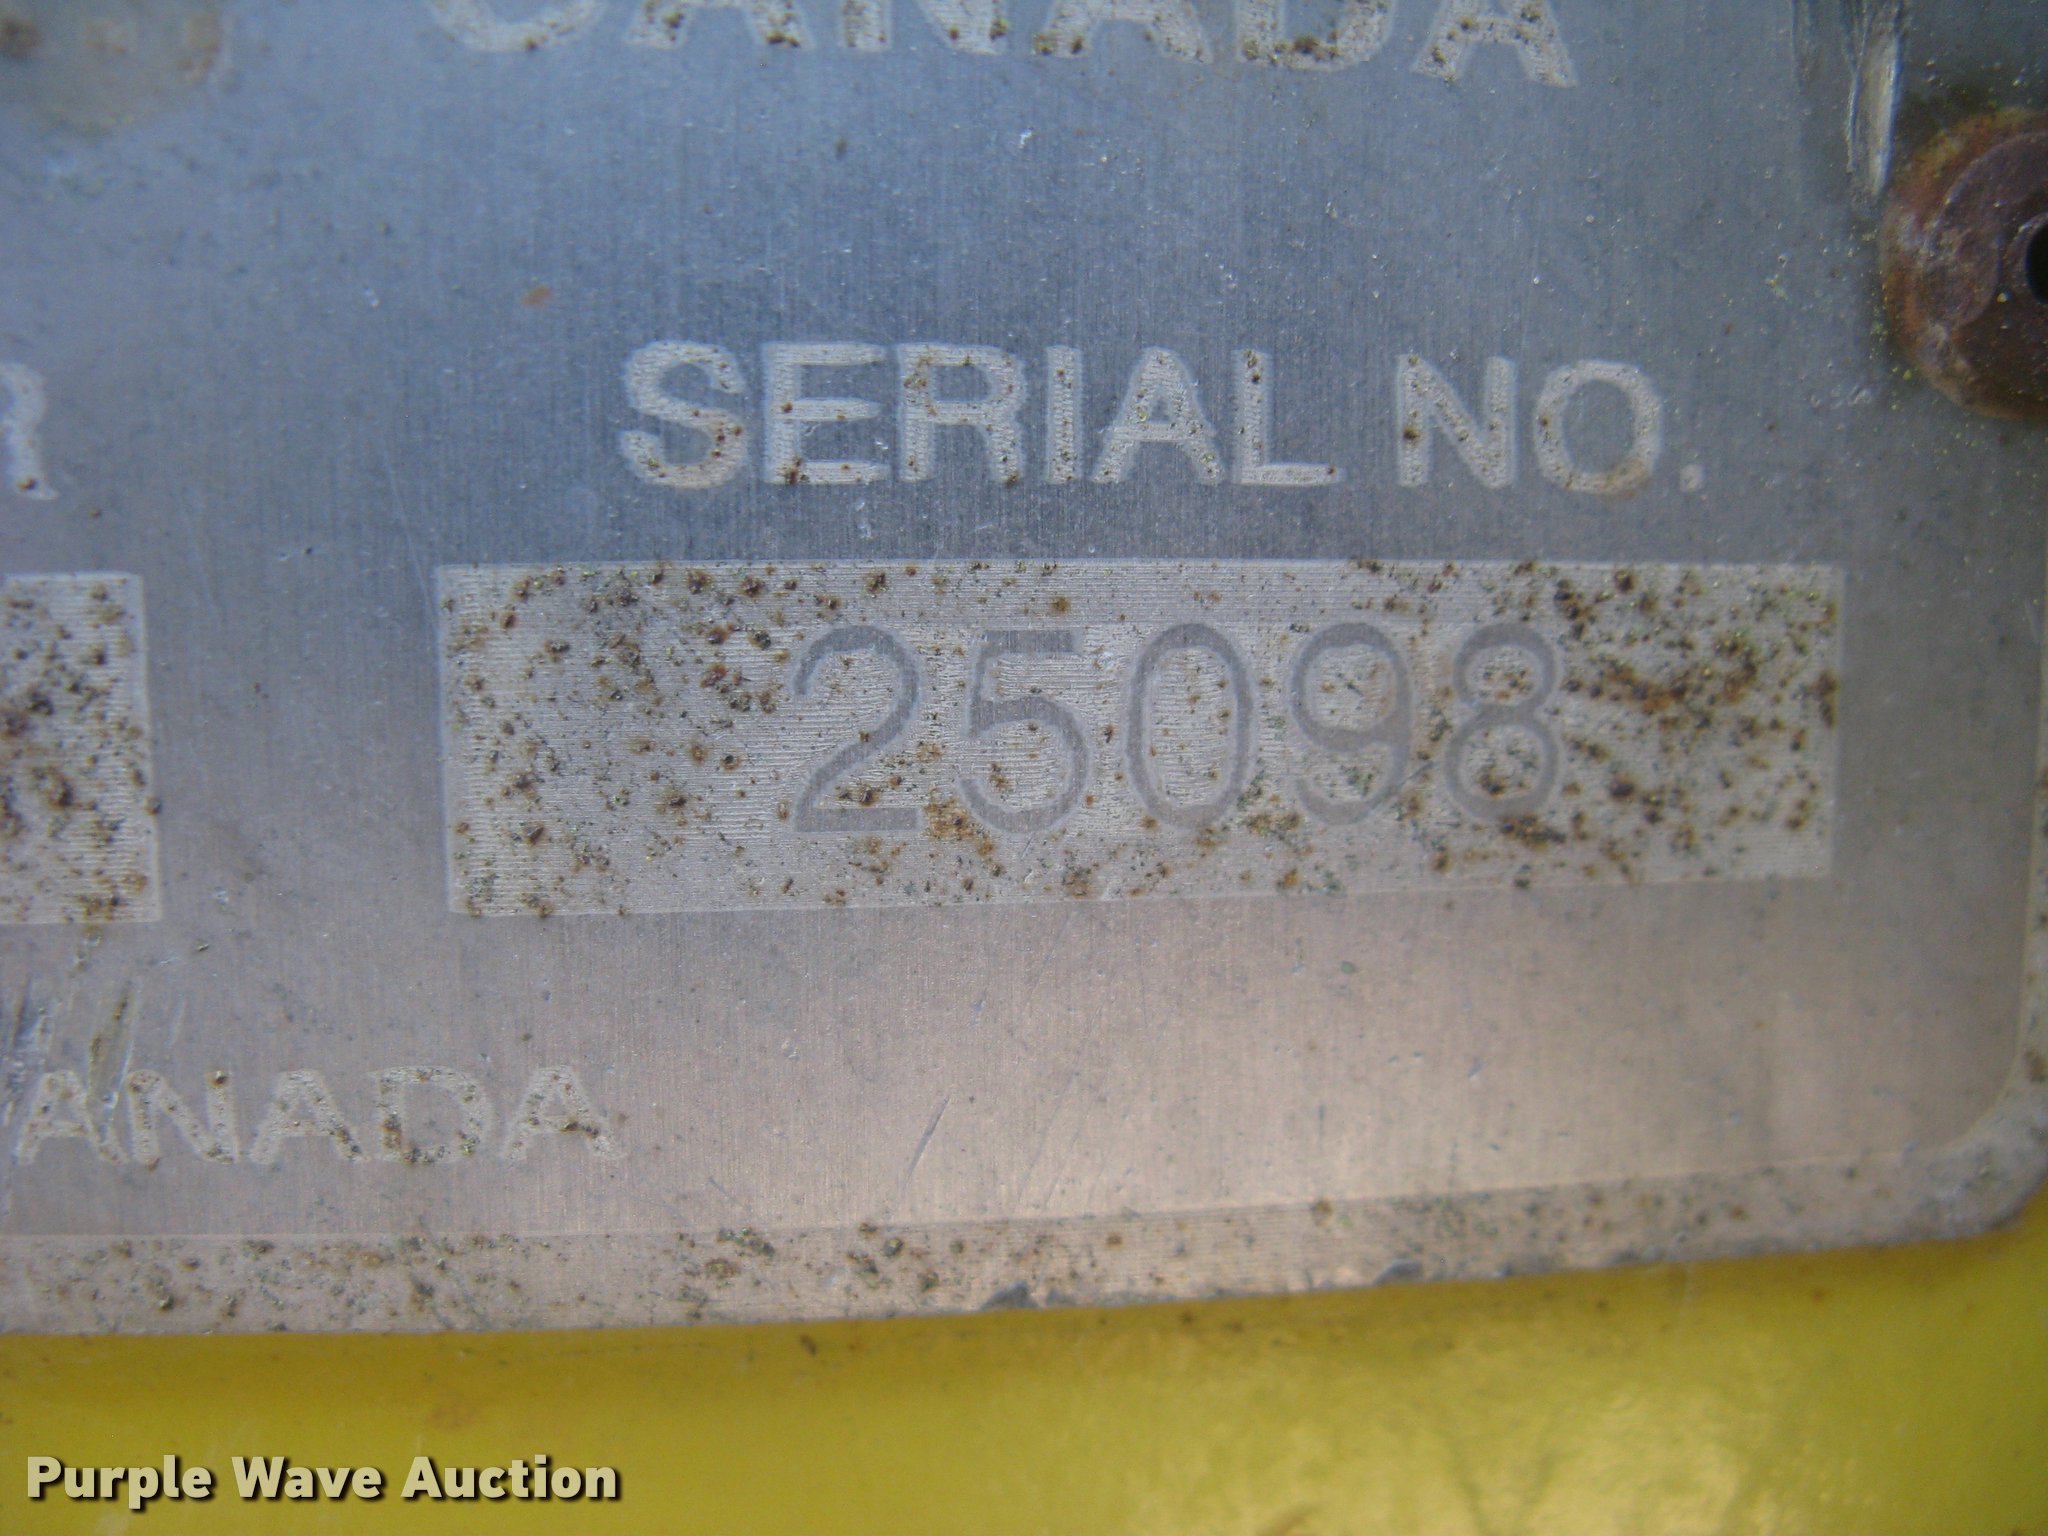 CANADA
R SERIAL NO.
25098
ANADA
Purple Wave Auction